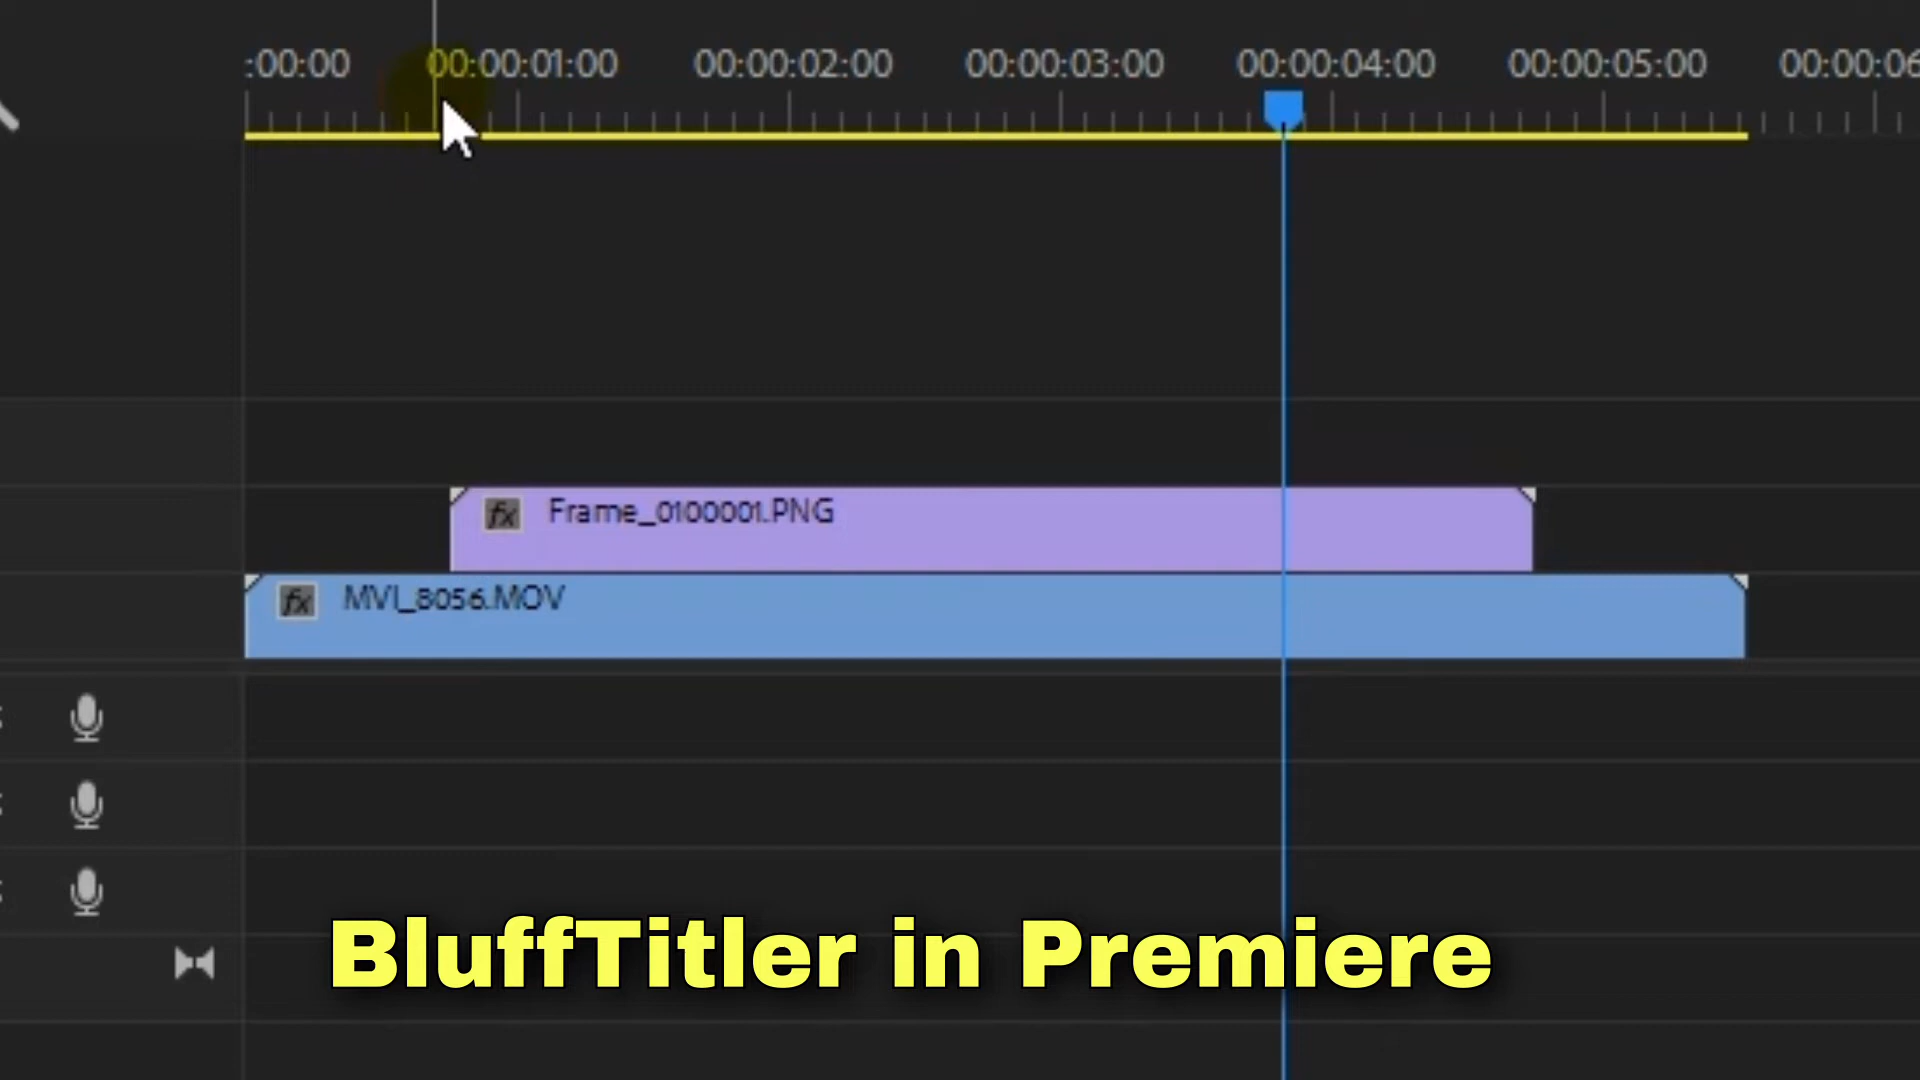 :00:00 00:00:01:00 00:00:02:00 00:00:03:00 00:00:04:00 00:00:05:00 00:00:06
fx Frame_0100001.PNG
fx MVI_8056.MOV
BluffTitler in Premiere